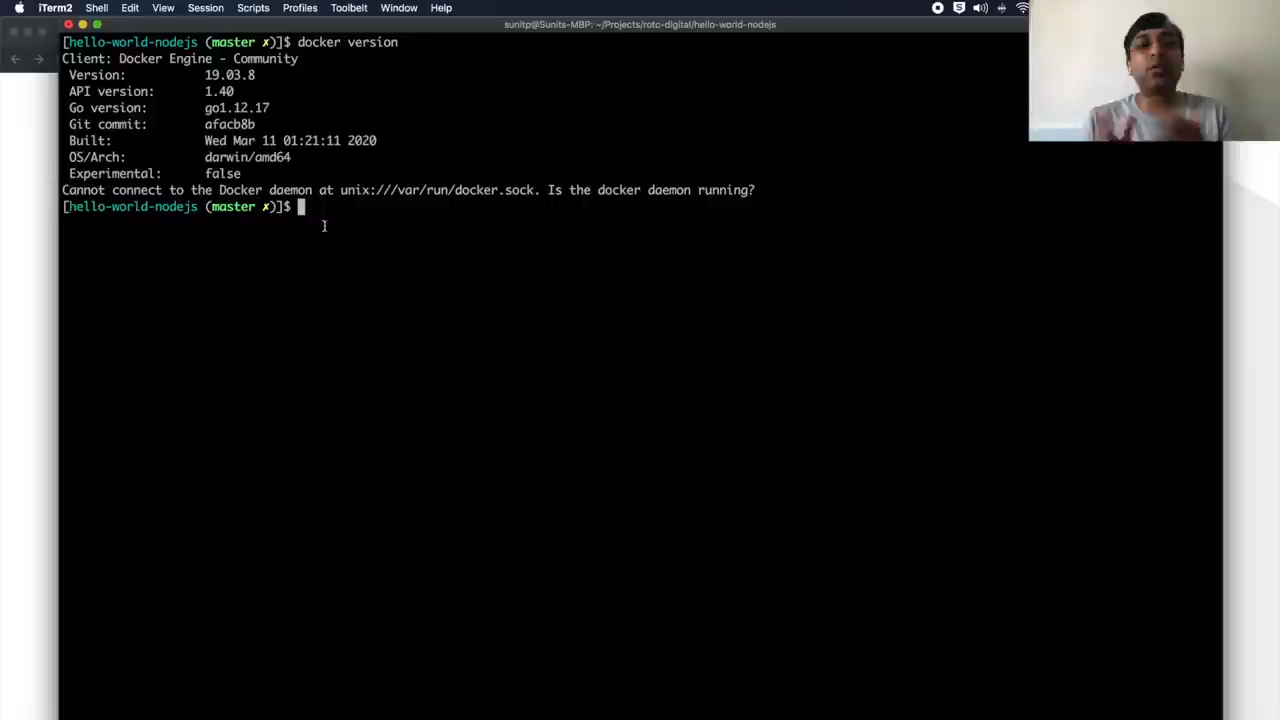 iTerm2 Shell Edit View Session Scripts Profiles Toolbelt Window Help
sunitp@Sunits-MBP: ~/Projects/rotc-digital/hello-world-nodejs
[hello-world-nodejs (master ✗)]$ docker version
Client: Docker Engine - Community
Version: 19.03.8
API version: 1.40
Go version: go1.12.17
Git commit: afacb8b
Built: Wed Mar 11 01:21:11 2020
OS/Arch: darwin/amd64
Experimental: false
Cannot connect to the Docker daemon at unix:///var/run/docker.sock. Is the docker daemon running?
[hello-world-nodejs (master ✗)]$